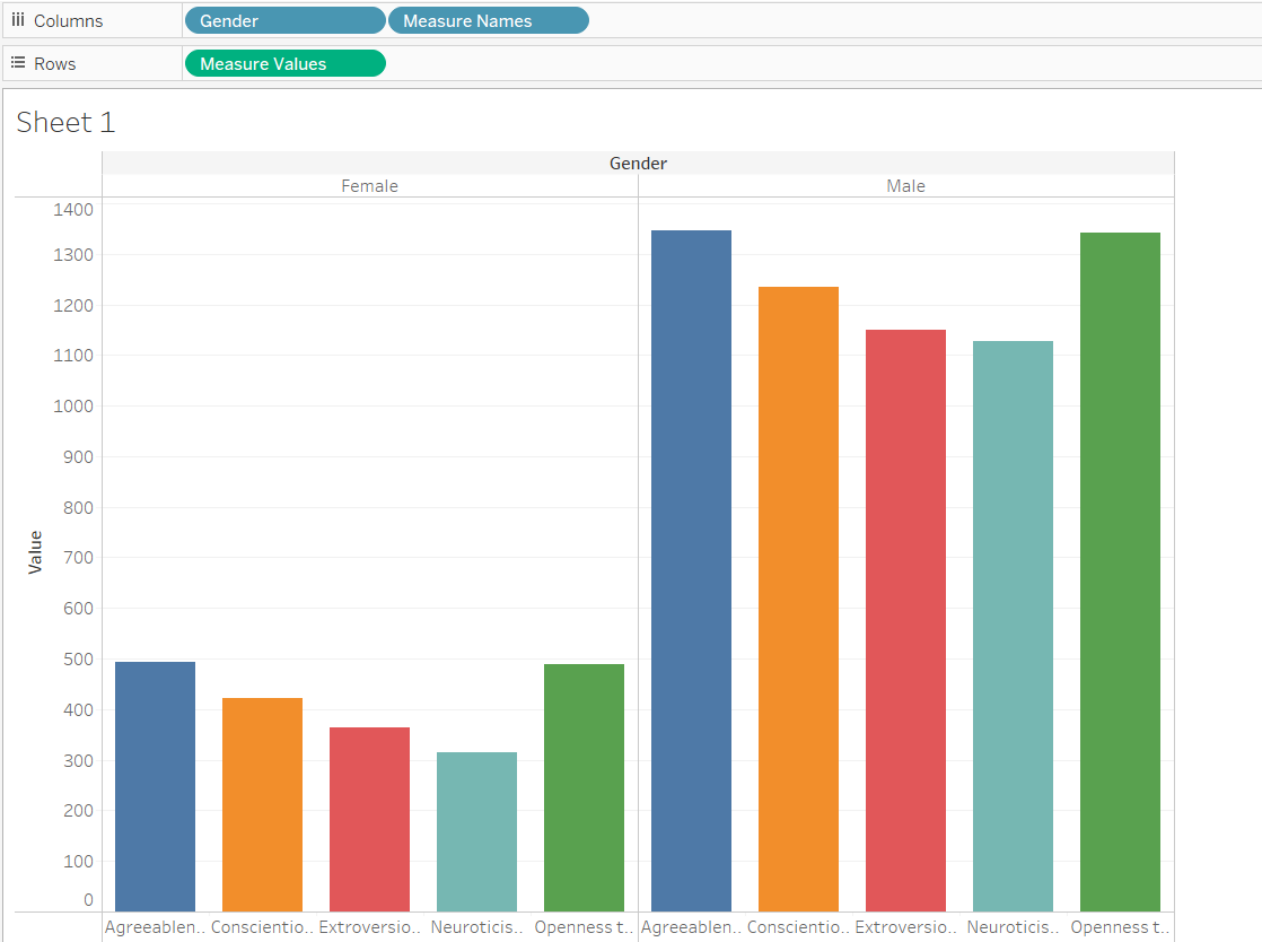 Columns Gender Measure Names
Rows Measure Values
Sheet 1
Gender
Female Male
1400
1300
1200
1100
1000
900
800
700
600
500
400
300
200
100
0
Value
Agreeablen.. Conscientio.. Extroversio.. Neuroticis.. Openness t.. Agreeablen.. Conscientio.. Extroversio.. Neuroticis.. Openness t..